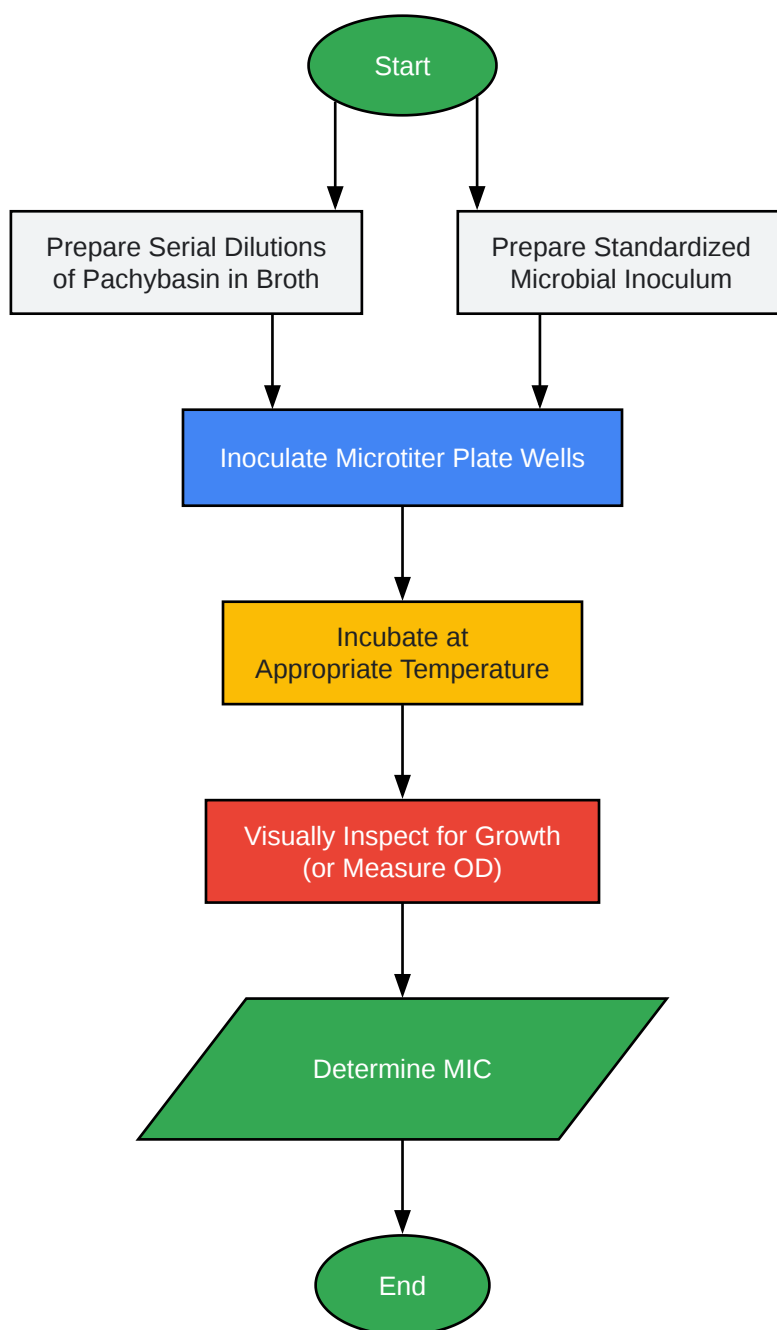 Start
Prepare Serial Dilutions
of Pachybasin in Broth
Prepare Standardized
Microbial Inoculum
Inoculate Microtiter Plate Wells
Incubate at
Appropriate Temperature
Visually Inspect for Growth
(or Measure OD)
Determine MIC
End